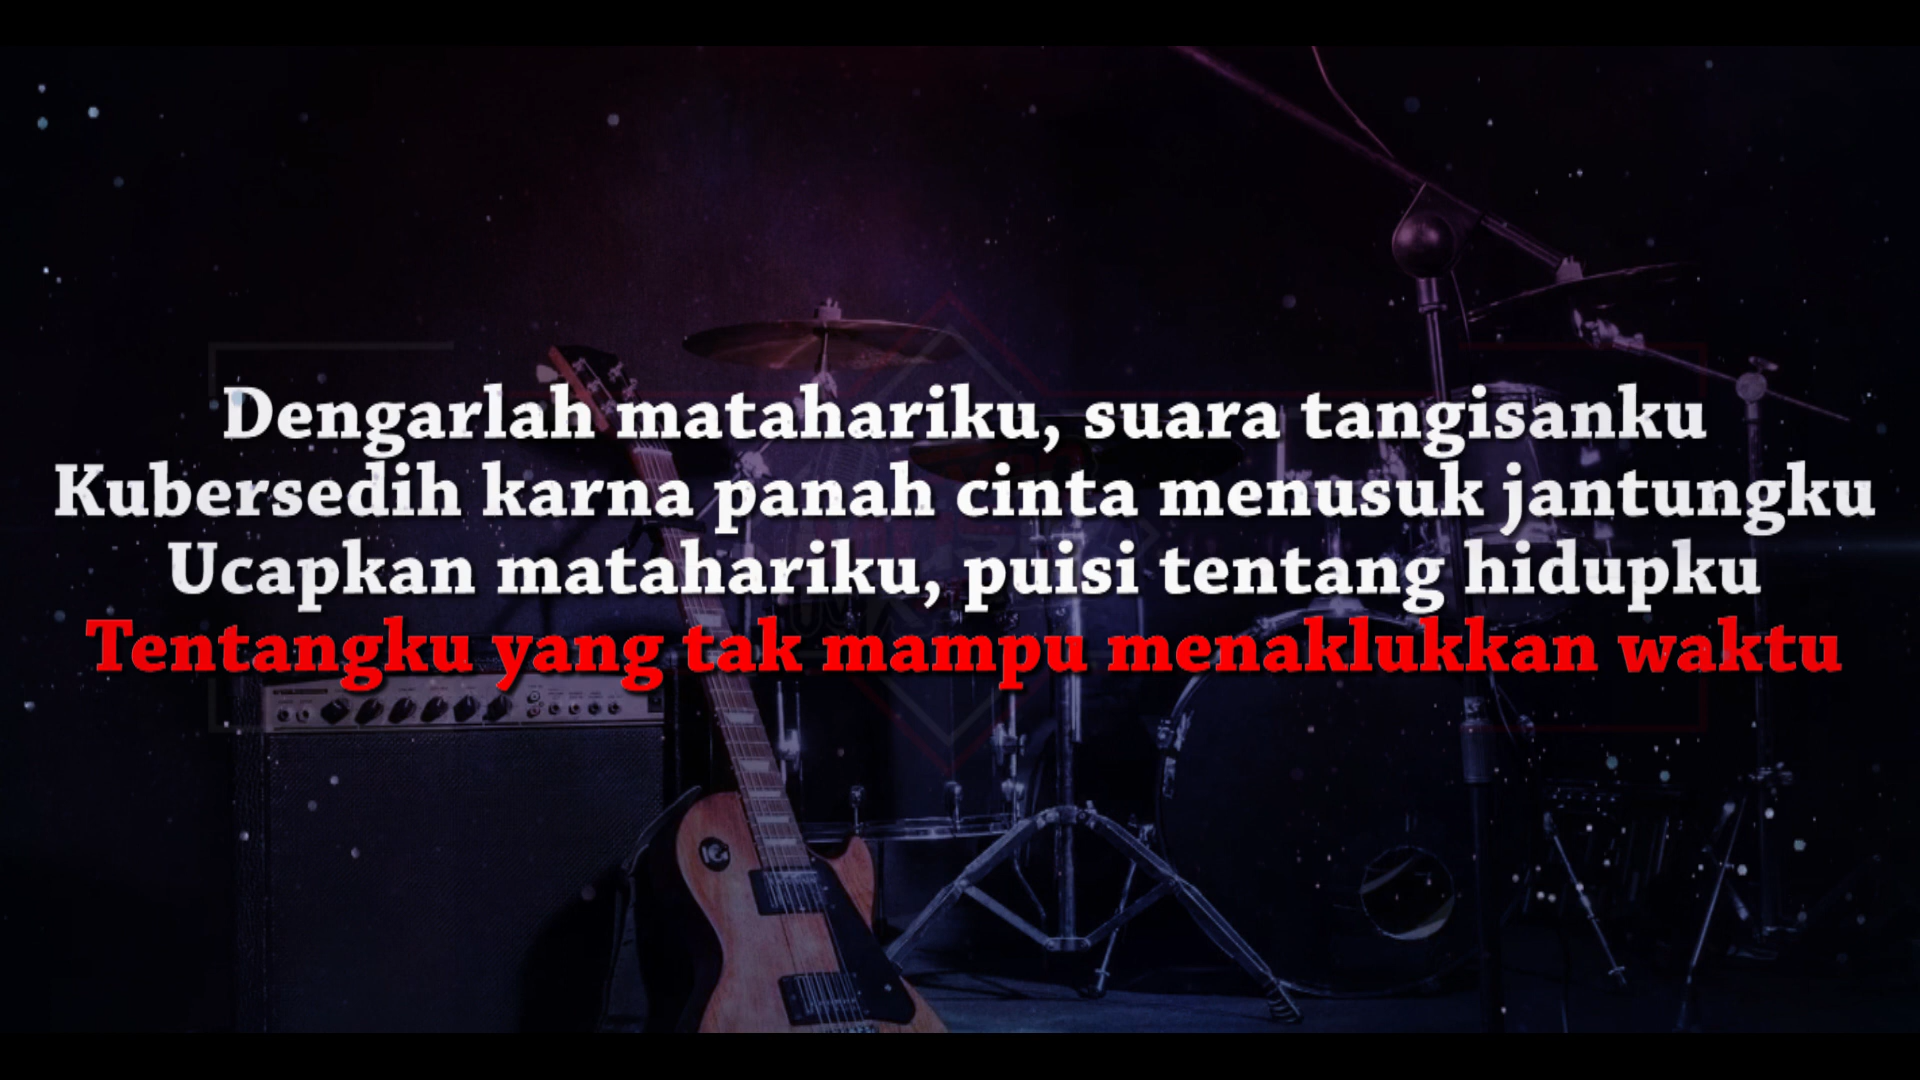 Dengarlah matahariku, suara tangisanku
Kubersedih karna panah cinta menusuk jantungku
Ucapkan matahariku, puisi tentang hidupku
Tentangku yang tak mampu menaklukkan waktu